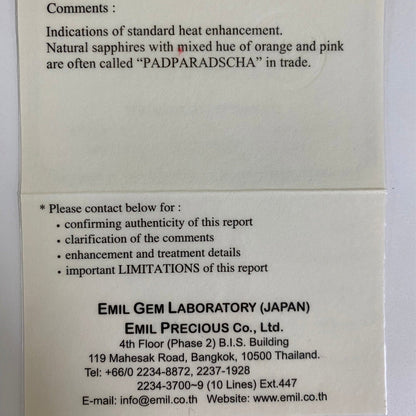 Comments :
Indications of standard heat enhancement.
Natural sapphires with mixed hue of orange and pink
are often called “PADPARADSCHA” in trade.
* Please contact below for :
• confirming authenticity of this report
• clarification of the comments
• enhancement and treatment details
• important LIMITATIONS of this report
EMIL GEM LABORATORY (JAPAN)
EMIL PRECIOUS Co., Ltd.
4th Floor (Phase 2) B.I.S. Building
119 Mahesak Road, Bangkok, 10500 Thailand.
Tel: +66/0 2234-8872, 2237-1928
2234-3700~9 (10 Lines) Ext.447
E-mail: info@emil.co.th Website: www.emil.co.th